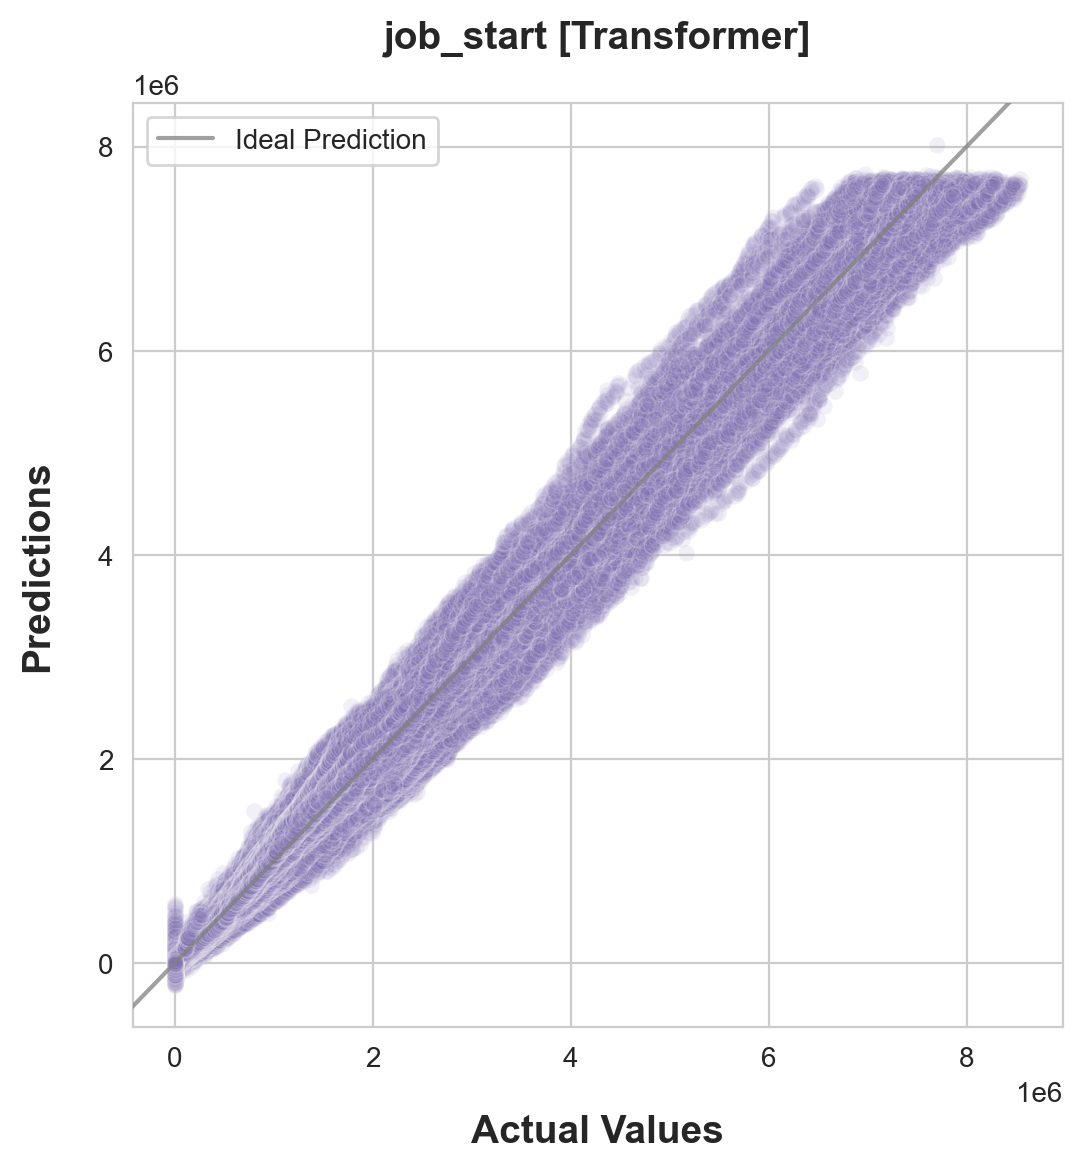 job_start [Transformer]
1e6
Ideal Prediction
8
6
4
2
0
Predictions
0 2 4 6 8
1e6
Actual Values